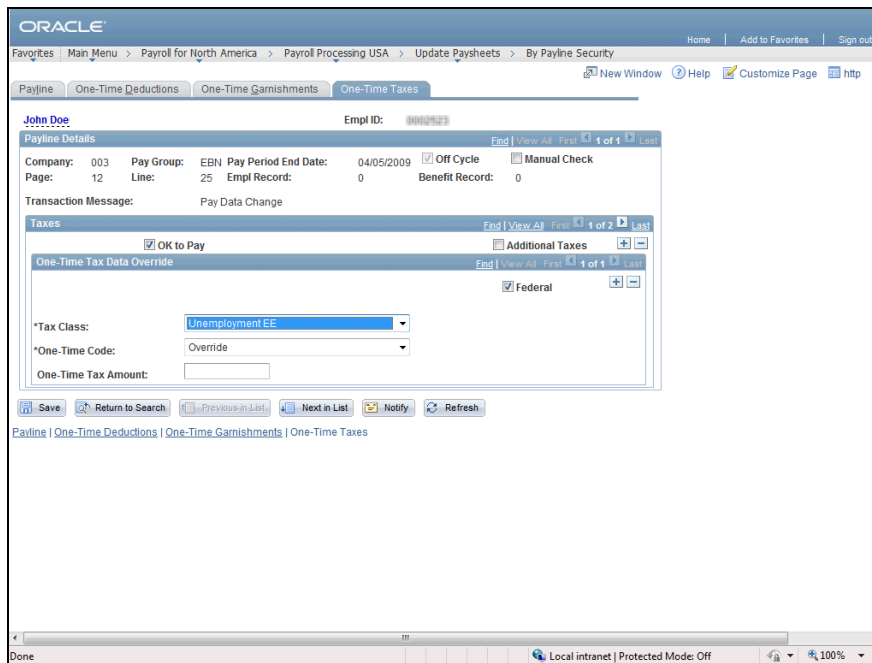 ORACLE
Home | Add to Favorites | Sign out
Favorites Main Menu > Payroll for North America > Payroll Processing USA > Update Paysheets > By Payline Security
New Window Help Customize Page http
Payline One-Time Deductions One-Time Garnishments One-Time Taxes
John Doe Empl ID:
Payline Details Find | View All First 1 of 1 Last
Company: 003 Pay Group: EBN Pay Period End Date: 04/05/2009 Off Cycle Manual Check
Page: 12 Line: 25 Empl Record: 0 Benefit Record: 0
Transaction Message: Pay Data Change
Taxes Find | View All First 1 of 2 Last
OK to Pay Additional Taxes + -
One-Time Tax Data Override Find | View All First 1 of 1 Last
Federal + -
*Tax Class: Unemployment EE
*One-Time Code: Override
One-Time Tax Amount:
Save Return to Search Previous in List Next in List Notify Refresh
Payline | One-Time Deductions | One-Time Garnishments | One-Time Taxes
Done Local intranet | Protected Mode: Off 100%